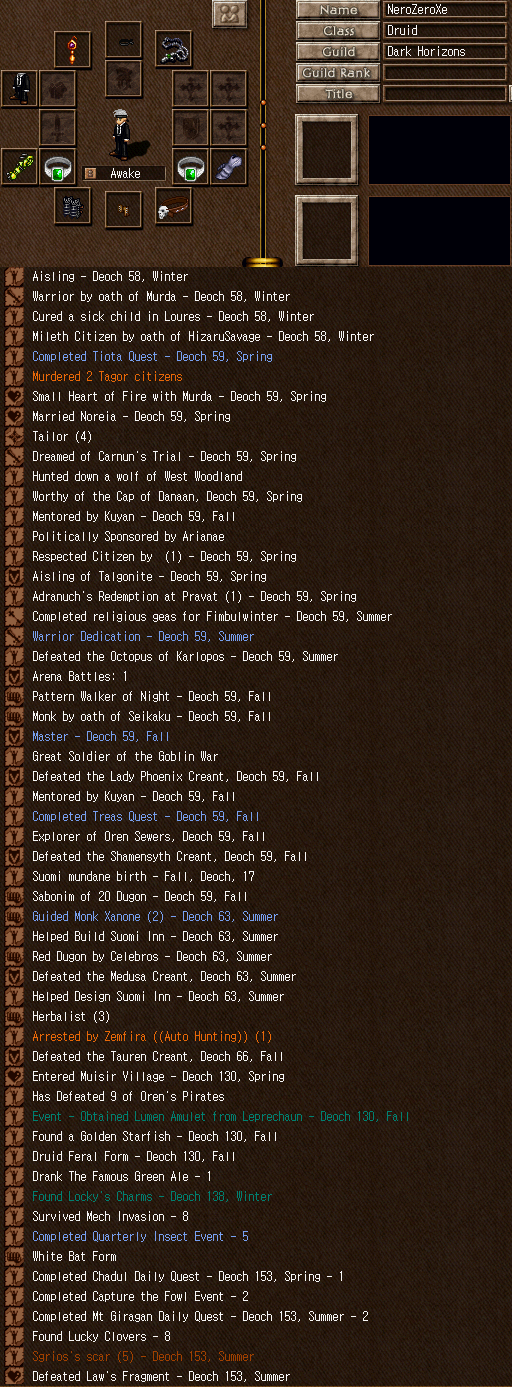 Name NeroZeroXe
Class Druid
Guild Dark Horizons
Guild Rank
Title
Awake
Aisling - Deoch 58, Winter
Warrior by oath of Murda - Deoch 58, Winter
Cured a sick child in Loures - Deoch 58, Winter
Mileth Citizen by oath of HizaruSavage - Deoch 58, Winter
Completed Tiota Quest - Deoch 59, Spring
Murdered 2 Tagor citizens
Small Heart of Fire with Murda - Deoch 59, Spring
Married Noreia - Deoch 59, Spring
Tailor (4)
Dreamed of Carnun's Trial - Deoch 59, Spring
Hunted down a wolf of West Woodland
Worthy of the Cap of Danaan, Deoch 59, Spring
Mentored by Kuyan - Deoch 59, Fall
Politically Sponsored by Arianae
Respected Citizen by  (1) - Deoch 59, Spring
Aisling of Talgonite - Deoch 59, Spring
Adranuch's Redemption at Pravat (1) - Deoch 59, Spring
Completed religious geas for Fimbulwinter - Deoch 59, Summer
Warrior Dedication - Deoch 59, Summer
Defeated the Octopus of Karlopos - Deoch 59, Summer
Arena Battles: 1
Pattern Walker of Night - Deoch 59, Fall
Monk by oath of Seikaku - Deoch 59, Fall
Master - Deoch 59, Fall
Great Soldier of the Goblin War
Defeated the Lady Phoenix Creant, Deoch 59, Fall
Mentored by Kuyan - Deoch 59, Fall
Completed Treas Quest - Deoch 59, Fall
Explorer of Oren Sewers, Deoch 59, Fall
Defeated the Shamensyth Creant, Deoch 59, Fall
Suomi mundane birth - Fall, Deoch, 17
Sabonim of 20 Dugon - Deoch 59, Fall
Guided Monk Xanone (2) - Deoch 63, Summer
Helped Build Suomi Inn - Deoch 63, Summer
Red Dugon by Celebros - Deoch 63, Summer
Defeated the Medusa Creant, Deoch 63, Summer
Helped Design Suomi Inn - Deoch 63, Summer
Herbalist (3)
Arrested by Zemfira ((Auto Hunting)) (1)
Defeated the Tauren Creant, Deoch 66, Fall
Entered Muisir Village - Deoch 130, Spring
Has Defeated 9 of Oren's Pirates
Event - Obtained Lumen Amulet from Leprechaun - Deoch 130, Fall
Found a Golden Starfish - Deoch 130, Fall
Druid Feral Form - Deoch 130, Fall
Drank The Famous Green Ale - 1
Found Locky's Charms - Deoch 138, Winter
Survived Mech Invasion - 8
Completed Quarterly Insect Event - 5
White Bat Form
Completed Chadul Daily Quest - Deoch 153, Spring - 1
Completed Capture the Fowl Event - 2
Completed Mt Giragan Daily Quest - Deoch 153, Summer - 2
Found Lucky Clovers - 8
Sgrios's scar (5) - Deoch 153, Summer
Defeated Law's Fragment - Deoch 153, Summer